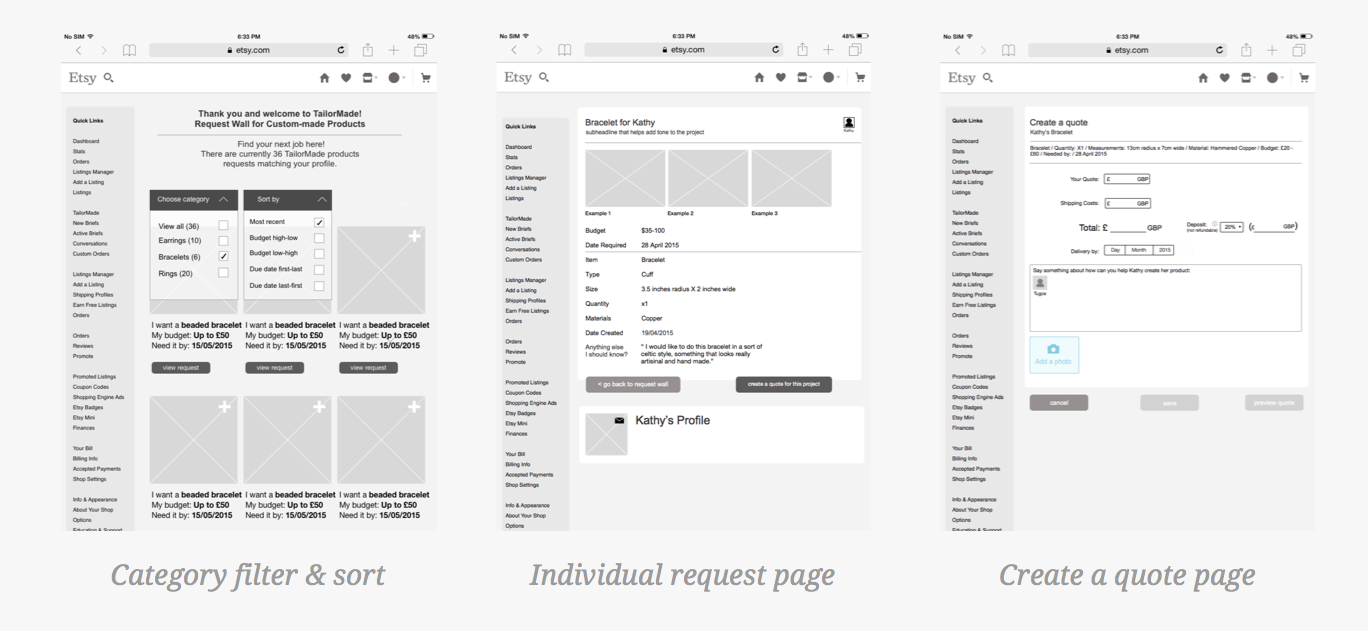 No SIM 6:33 PM 48%
etsy.com
Etsy
Quick Links
Dashboard
Stats
Orders
Listings Manager
Add a Listing
Listings
TailorMade
New Briefs
Active Briefs
Conversations
Custom Orders
Listings Manager
Add a Listing
Shipping Profiles
Earn Free Listings
Orders
Orders
Reviews
Promote
Promoted Listings
Coupon Codes
Shopping Engine Ads
Etsy Badges
Etsy Mini
Finances
Your Bill
Billing Info
Accepted Payments
Shop Settings
Info & Appearance
About Your Shop
Options
Education & Support
Thank you and welcome to TailorMade!
Request Wall for Custom-made Products
Find your next job here!
There are currently 36 TailorMade products
requests matching your profile.
Choose category
View all (36)
Earrings (10)
Bracelets (6)
Rings (20)
Sort by
Most recent
Budget high-low
Budget low-high
Due date first-last
Due date last-first
I want a beaded bracelet I want a beaded bracelet I want a beaded bracelet
My budget: Up to £50 My budget: Up to £50 My budget: Up to £50
Need it by: 15/05/2015 Need it by: 15/05/2015 Need it by: 15/05/2015
view request view request view request
I want a beaded bracelet I want a beaded bracelet I want a beaded bracelet
My budget: Up to £50 My budget: Up to £50 My budget: Up to £50
Need it by: 15/05/2015 Need it by: 15/05/2015 Need it by: 15/05/2015
Category filter & sort
No SIM 6:33 PM 48%
etsy.com
Etsy
Quick Links
Dashboard
Stats
Orders
Listings Manager
Add a Listing
Listings
TailorMade
New Briefs
Active Briefs
Conversations
Custom Orders
Listings Manager
Add a Listing
Shipping Profiles
Earn Free Listings
Orders
Orders
Reviews
Promote
Promoted Listings
Coupon Codes
Shopping Engine Ads
Etsy Badges
Etsy Mini
Finances
Your Bill
Billing Info
Accepted Payments
Shop Settings
Info & Appearance
About Your Shop
Options
Bracelet for Kathy
subheadline that helps add tone to the project
Kathy
Example 1 Example 2 Example 3
Budget $35-100
Date Required 28 April 2015
Item Bracelet
Type Cuff
Size 3.5 inches radius X 2 inches wide
Quantity x1
Materials Copper
Date Created 19/04/2015
Anything else
I should know?
" I would like to do this bracelet in a sort of
celtic style, something that looks really
artisinal and hand made."
< go back to request wall create a quote for this project
Kathy's Profile
Individual request page
No SIM 6:33 PM 48%
etsy.com
Etsy
Quick Links
Dashboard
Stats
Orders
Listings Manager
Add a Listing
Listings
TailorMade
New Briefs
Active Briefs
Conversations
Custom Orders
Listings Manager
Add a Listing
Shipping Profiles
Earn Free Listings
Orders
Orders
Reviews
Promote
Promoted Listings
Coupon Codes
Shopping Engine Ads
Etsy Badges
Etsy Mini
Finances
Your Bill
Billing Info
Accepted Payments
Shop Settings
Info & Appearance
About Your Shop
Options
Education & Support
Create a quote
Kathy's Bracelet
Bracelet / Quantity: X1 / Measurements: 13cm radius x 7cm wide / Material: Hammered Copper / Budget: £20 -
£60 / Needed by: / 28 April 2015
Your Quote: £ GBP
Shipping Costs: £ GBP
Total: £ GBP Deposit: (not refundable) 20% (£ GBP)
Delivery by: Day Month 2015
Say something about how can you help Kathy create her product:
Add a photo
cancel save preview quote
Create a quote page